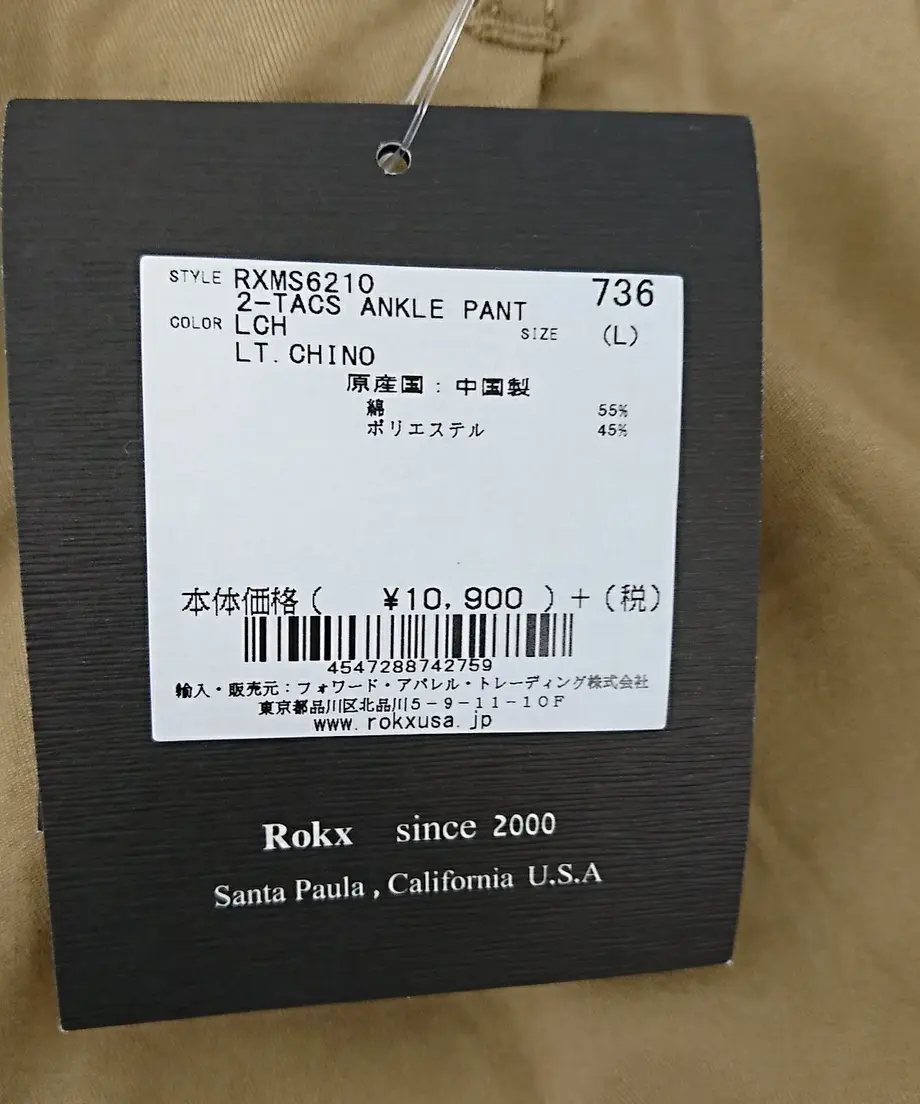 STYLE RXMS6210 736
2-TACS ANKLE PANT
COLOR LCH SIZE (L)
LT. CHINO
原産国：中国製
綿 55%
ポリエステル 45%
本体価格( ¥10,900 )+(税)
4547288742759
輸入・販売元：フォワード・アパレル・トレーディング株式会社
東京都品川区北品川5-9-11-10F
www.rokxusa.jp
Rokx since 2000
Santa Paula , California U.S.A